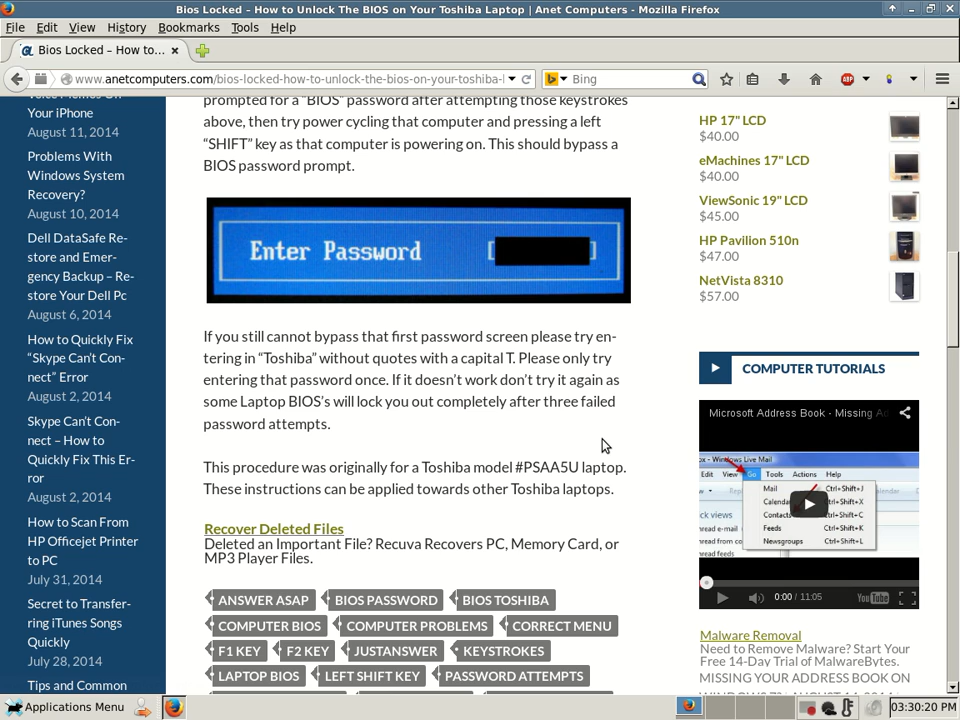 Bios Locked – How to Unlock The BIOS on Your Toshiba Laptop | Anet Computers - Mozilla Firefox
File Edit View History Bookmarks Tools Help
Bios Locked – How to...
www.anetcomputers.com/bios-locked-how-to-unlock-the-bios-on-your-toshiba-l
Bing
ABP
Your iPhone
August 11, 2014
Problems With
Windows System
Recovery?
August 10, 2014
Dell DataSafe Re-
store and Emer-
gency Backup – Re-
store Your Dell Pc
August 6, 2014
How to Quickly Fix
“Skype Can’t Con-
nect” Error
August 2, 2014
Skype Can’t Con-
nect – How to
Quickly Fix This Er-
ror
August 2, 2014
How to Scan From
HP Officejet Printer
to PC
July 31, 2014
Secret to Transfer-
ring iTunes Songs
Quickly
July 28, 2014
Tips and Common
prompted for a “BIOS” password after attempting those keystrokes
above, then try power cycling that computer and pressing a left
“SHIFT” key as that computer is powering on. This should bypass a
BIOS password prompt.
Enter Password [ ]
If you still cannot bypass that first password screen please try en-
tering in “Toshiba” without quotes with a capital T. Please only try
entering that password once. If it doesn’t work don’t try it again as
some Laptop BIOS’s will lock you out completely after three failed
password attempts.
This procedure was originally for a Toshiba model #PSAA5U laptop.
These instructions can be applied towards other Toshiba laptops.
Recover Deleted Files
Deleted an Important File? Recuva Recovers PC, Memory Card, or
MP3 Player Files.
ANSWER ASAP BIOS PASSWORD BIOS TOSHIBA
COMPUTER BIOS COMPUTER PROBLEMS CORRECT MENU
F1 KEY F2 KEY JUSTANSWER KEYSTROKES
LAPTOP BIOS LEFT SHIFT KEY PASSWORD ATTEMPTS
HP 17" LCD
$40.00
eMachines 17" LCD
$40.00
ViewSonic 19" LCD
$45.00
HP Pavilion 510n
$47.00
NetVista 8310
$57.00
COMPUTER TUTORIALS
Microsoft Address Book - Missing Ad
- Windows Live Mail
Edit View Go Tools Actions Help
Mail Ctrl+Shift+J
Calenda
Contact
Feeds Ctrl+Shift+K
Newsgroups Ctrl+Shift+L
0:00 / 11:05 YouTube
Malware Removal
Need to Remove Malware? Start Your
Free 14-Day Trial of MalwareBytes.
MISSING YOUR ADDRESS BOOK ON
Applications Menu
03:30:20 PM